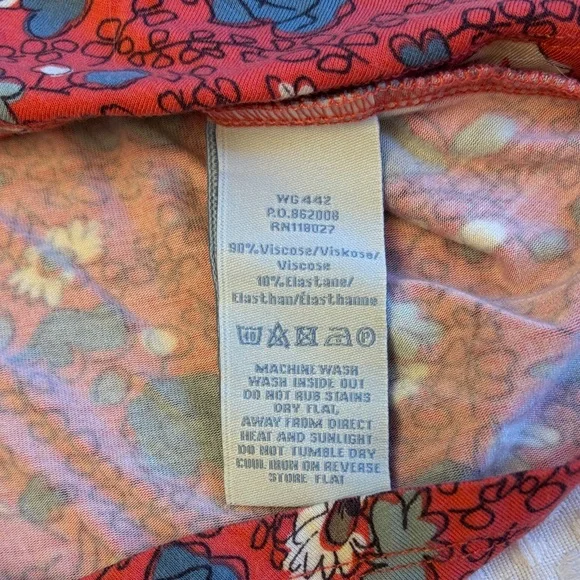 WG442
P.O.862008
RN118027
90%Viscose/Viskose/
Viscose
10%Elastane/
Elasthan/Élasthanne
MACHINE WASH
WASH INSIDE OUT
DO NOT RUB STAINS
DRY FLAT,
AWAY FROM DIRECT
HEAT AND SUNLIGHT
DO NOT TUMBLE DRY
COOL IRON ON REVERSE
STORE FLAT